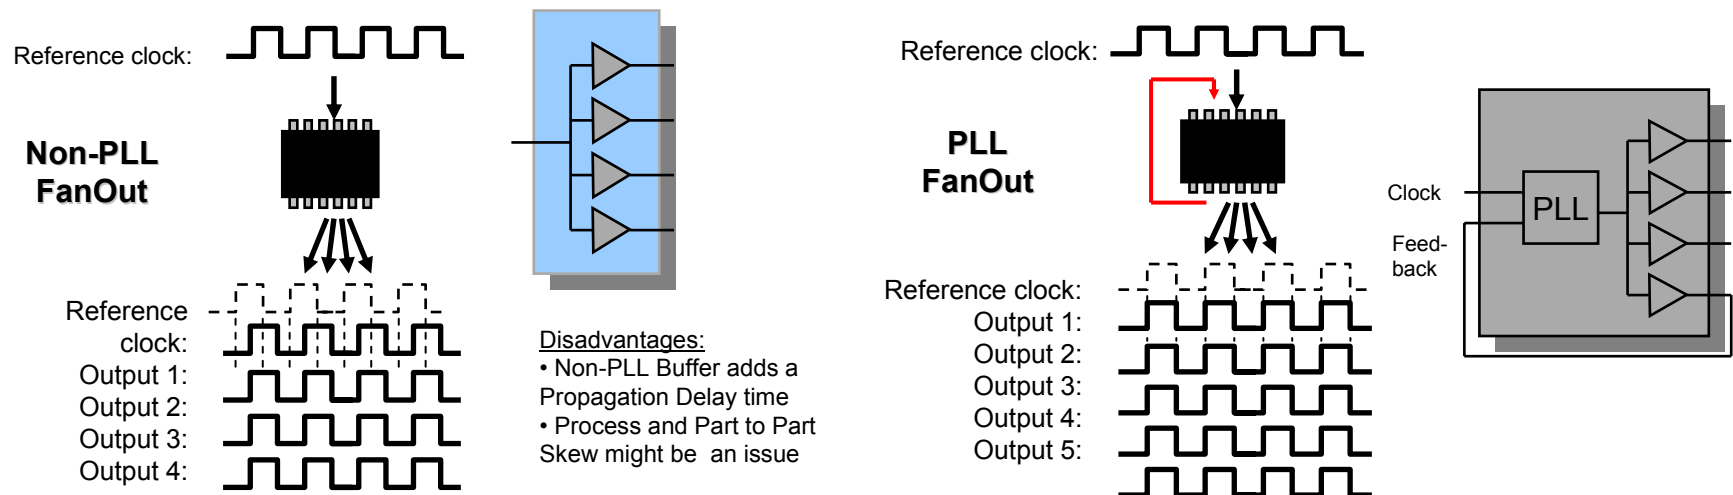 Reference clock:
Non-PLL
FanOut
Reference
clock:
Output 1:
Output 2:
Output 3:
Output 4:
Disadvantages:
• Non-PLL Buffer adds a
Propagation Delay time
• Process and Part to Part
Skew might be an issue
Reference clock:
PLL
FanOut
Reference clock:
Output 1:
Output 2:
Output 3:
Output 4:
Output 5:
Clock
Feed-
back
PLL